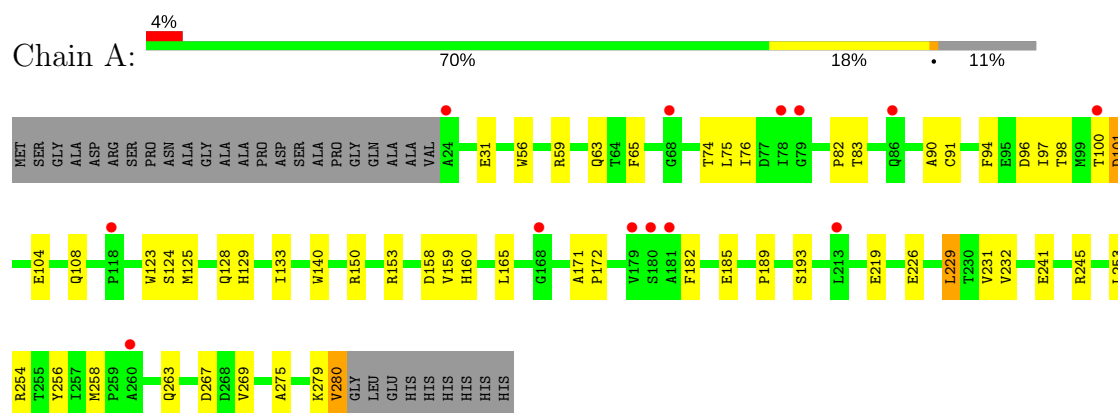 4%
Chain A:
70% 18% • 11%
MET SER GLY ALA ASP ARG SER PRO ASN ALA GLY ALA ALA PRO ASP SER ALA PRO GLY GLN ALA ALA VAL A24 E31 W56 R59 Q63 T64 F65 G68 T74 L75 I76 D77 I78 G79 P82 T83 Q86 A90 C91 F94 E95 D96 I97 T98 M99 T100
E104 Q108 P118 W123 S124 M125 Q128 H129 I133 W140 R150 R153 D158 V159 H160 L165 G168 A171 P172 V179 S180 A181 F182 E185 P189 S193 L213 E219 E226 L229 T230 V231 V232 E241 R245
R254 T255 Y256 I257 M258 P259 A260 Q263 D267 D268 V269 A275 K279 V280 GLY LEU GLU HIS HIS HIS HIS HIS HIS